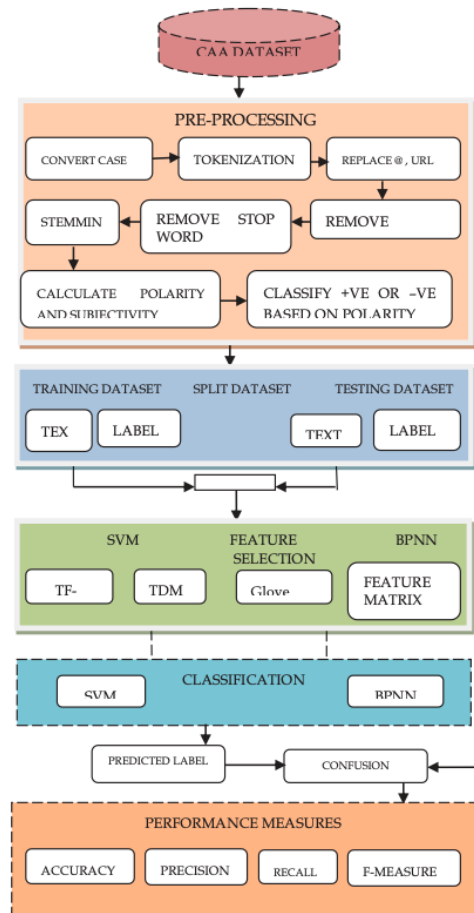 CAA DATASET
PRE-PROCESSING
CONVERT CASE
TOKENIZATION
REPLACE @, URL
STEMMIN
REMOVE STOP
WORD
REMOVE
CALCULATE POLARITY
AND SUBJECTIVITY
CLASSIFY +VE OR –VE
BASED ON POLARITY
TRAINING DATASET SPLIT DATASET TESTING DATASET
TEX
LABEL
TEXT
LABEL
SVM
FEATURE
SELECTION
BPNN
TF-
TDM
Glove
FEATURE
MATRIX
CLASSIFICATION
SVM
BPNN
PREDICTED LABEL
CONFUSION
PERFORMANCE MEASURES
ACCURACY
PRECISION
RECALL
F-MEASURE